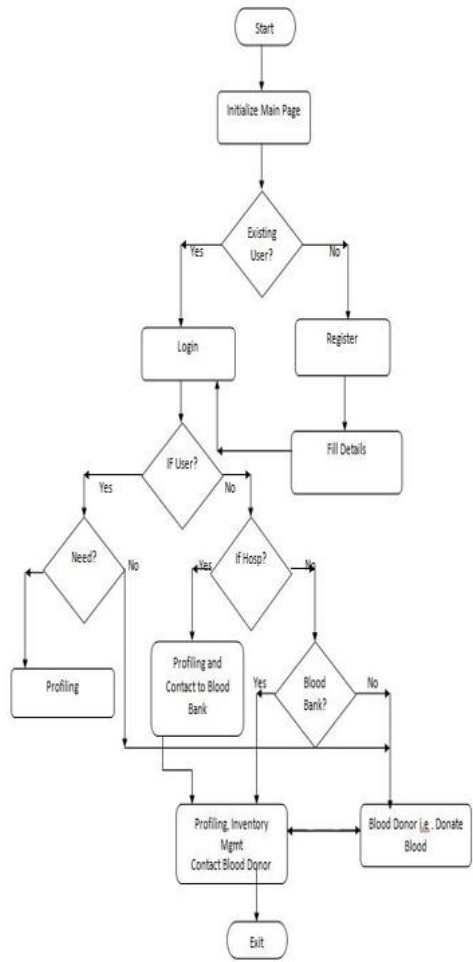 Start
Initialize Main Page
Existing
User?
Yes
No
Login
Register
Fill Details
IF User?
Yes
No
Need?
No
If Hosp?
Yes
No
Profiling
Profiling and
Contact to Blood
Bank
Blood
Bank?
Yes
No
Profiling, Inventory
Mgmt
Contact Blood Donor
Blood Donor i.e . Donate
Blood
Exit